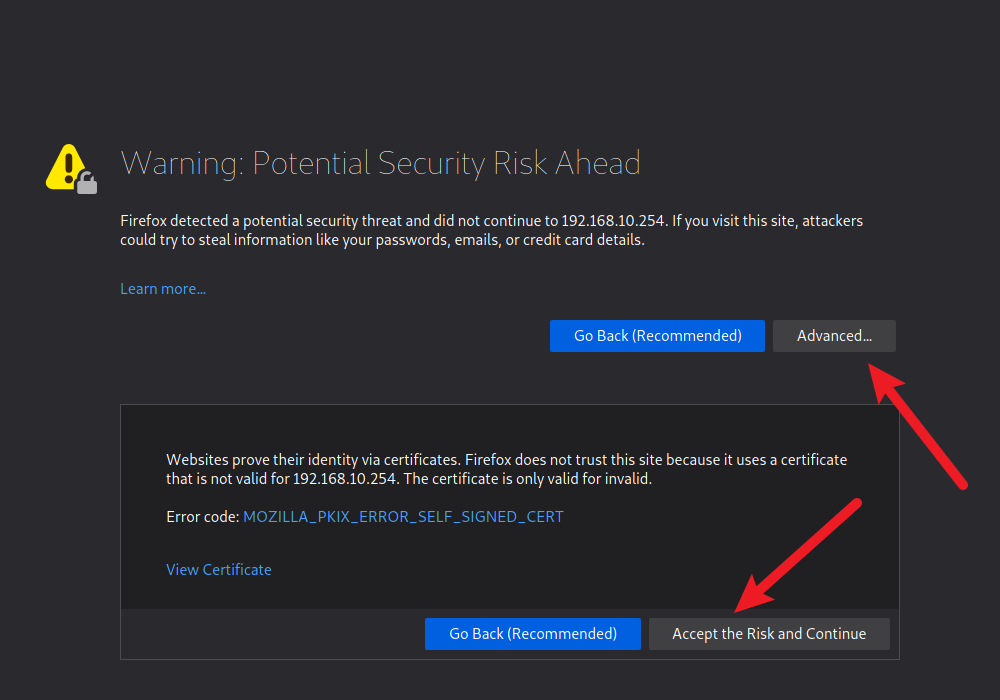 Warning: Potential Security Risk Ahead
Firefox detected a potential security threat and did not continue to 192.168.10.254. If you visit this site, attackers
could try to steal information like your passwords, emails, or credit card details.
Learn more...
Go Back (Recommended)
Advanced...
Websites prove their identity via certificates. Firefox does not trust this site because it uses a certificate
that is not valid for 192.168.10.254. The certificate is only valid for invalid.
Error code: MOZILLA_PKIX_ERROR_SELF_SIGNED_CERT
View Certificate
Go Back (Recommended)
Accept the Risk and Continue